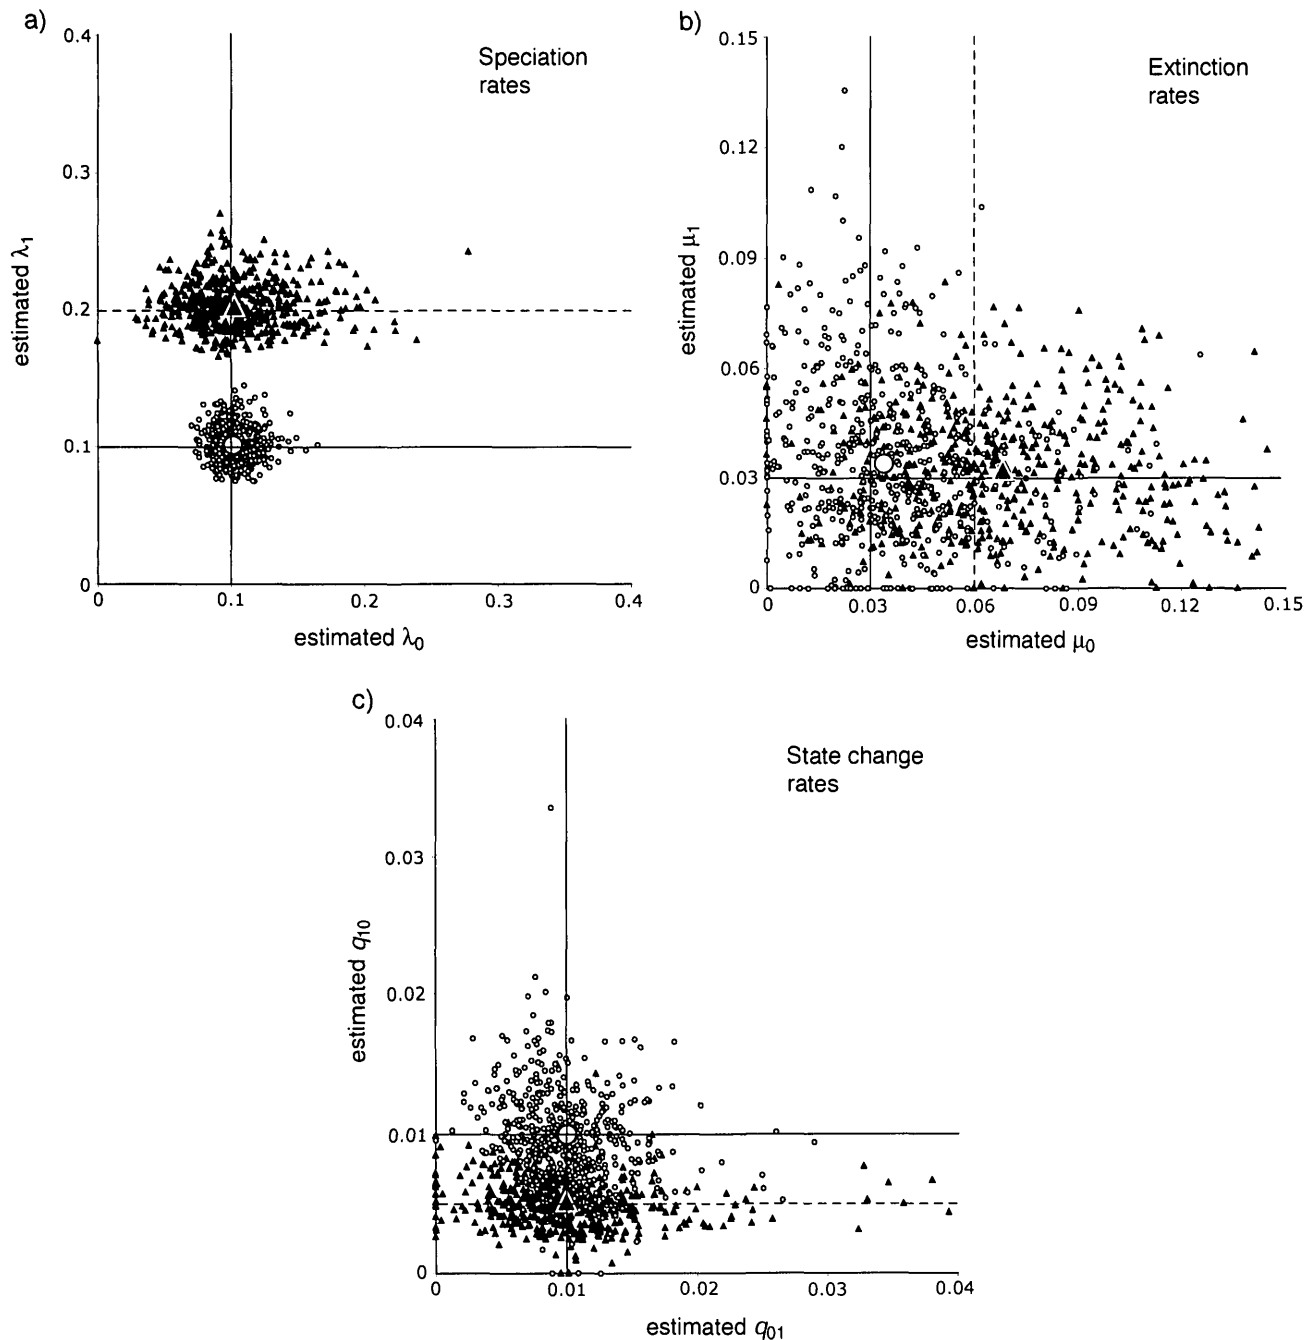 a)
Speciation
rates
0.4
0.3
0.2
0.1
0
estimated λ1
0
0.1
0.2
0.3
0.4
estimated λ0
b)
Extinction
rates
0.15
0.12
0.09
0.06
0.03
0
estimated μ1
0
0.03
0.06
0.09
0.12
0.15
estimated μ0
c)
State change
rates
0.04
0.03
0.02
0.01
0
estimated q10
0
0.01
0.02
0.03
0.04
estimated q01